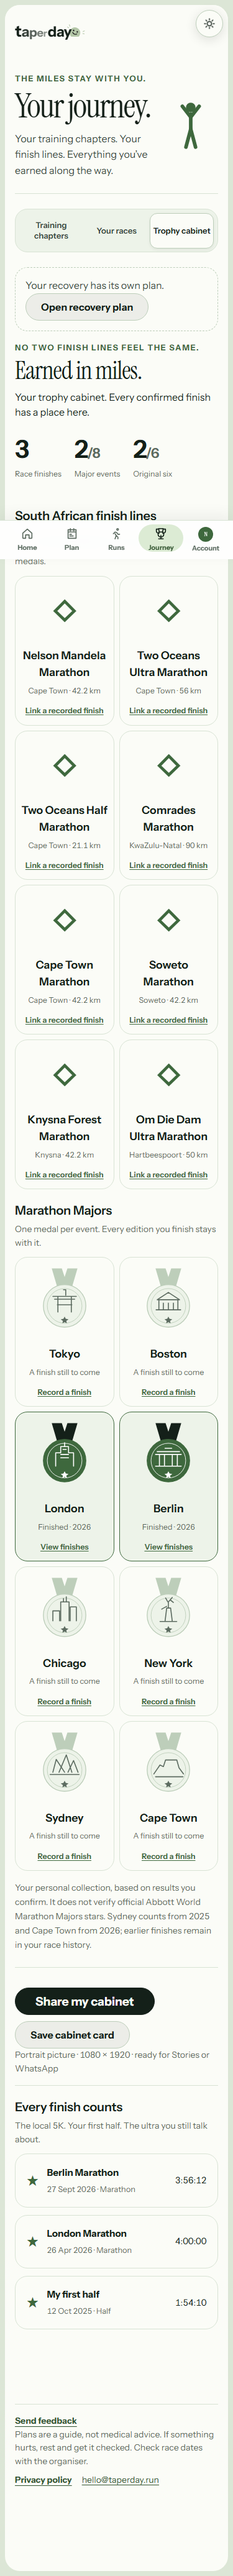 taperday
THE MILES STAY WITH YOU.
Your journey.
Your training chapters. Your
finish lines. Everything you've
earned along the way.
Training
chapters
Your races
Trophy cabinet
Your recovery has its own plan.
Open recovery plan
NO TWO FINISH LINES FEEL THE SAME.
Earned in miles.
Your trophy cabinet. Every confirmed finish
has a place here.
3
2/8
2/6
Race finishes
Major events
Original six
South African finish lines
Home
Plan
Runs
Journey
N
Account
medals.
Nelson Mandela
Marathon
Cape Town · 42.2 km
Link a recorded finish
Two Oceans
Ultra Marathon
Cape Town · 56 km
Link a recorded finish
Two Oceans Half
Marathon
Cape Town · 21.1 km
Link a recorded finish
Comrades
Marathon
KwaZulu-Natal · 90 km
Link a recorded finish
Cape Town
Marathon
Cape Town · 42.2 km
Link a recorded finish
Soweto
Marathon
Soweto · 42.2 km
Link a recorded finish
Knysna Forest
Marathon
Knysna · 42.2 km
Link a recorded finish
Om Die Dam
Ultra Marathon
Hartbeespoort · 50 km
Link a recorded finish
Marathon Majors
One medal per event. Every edition you finish stays
with it.
Tokyo
A finish still to come
Record a finish
Boston
A finish still to come
Record a finish
London
Finished · 2026
View finishes
Berlin
Finished · 2026
View finishes
Chicago
A finish still to come
Record a finish
New York
A finish still to come
Record a finish
Sydney
A finish still to come
Record a finish
Cape Town
A finish still to come
Record a finish
Your personal collection, based on results you
confirm. It does not verify official Abbott World
Marathon Majors stars. Sydney counts from 2025
and Cape Town from 2026; earlier finishes remain
in your race history.
Share my cabinet
Save cabinet card
Portrait picture · 1080 × 1920 · ready for Stories or
WhatsApp
Every finish counts
The local 5K. Your first half. The ultra you still talk
about.
Berlin Marathon
27 Sept 2026 · Marathon
3:56:12
London Marathon
26 Apr 2026 · Marathon
4:00:00
My first half
12 Oct 2025 · Half
1:54:10
Send feedback
Plans are a guide, not medical advice. If something
hurts, rest and get it checked. Check race dates
with the organiser.
Privacy policy
hello@taperday.run